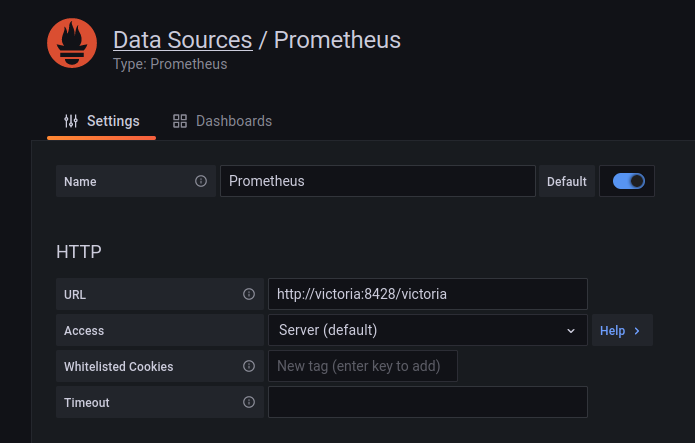 Data Sources / Prometheus
Type: Prometheus
Settings Dashboards
Name Prometheus Default
HTTP
URL http://victoria:8428/victoria
Access Server (default) Help
Whitelisted Cookies New tag (enter key to add)
Timeout